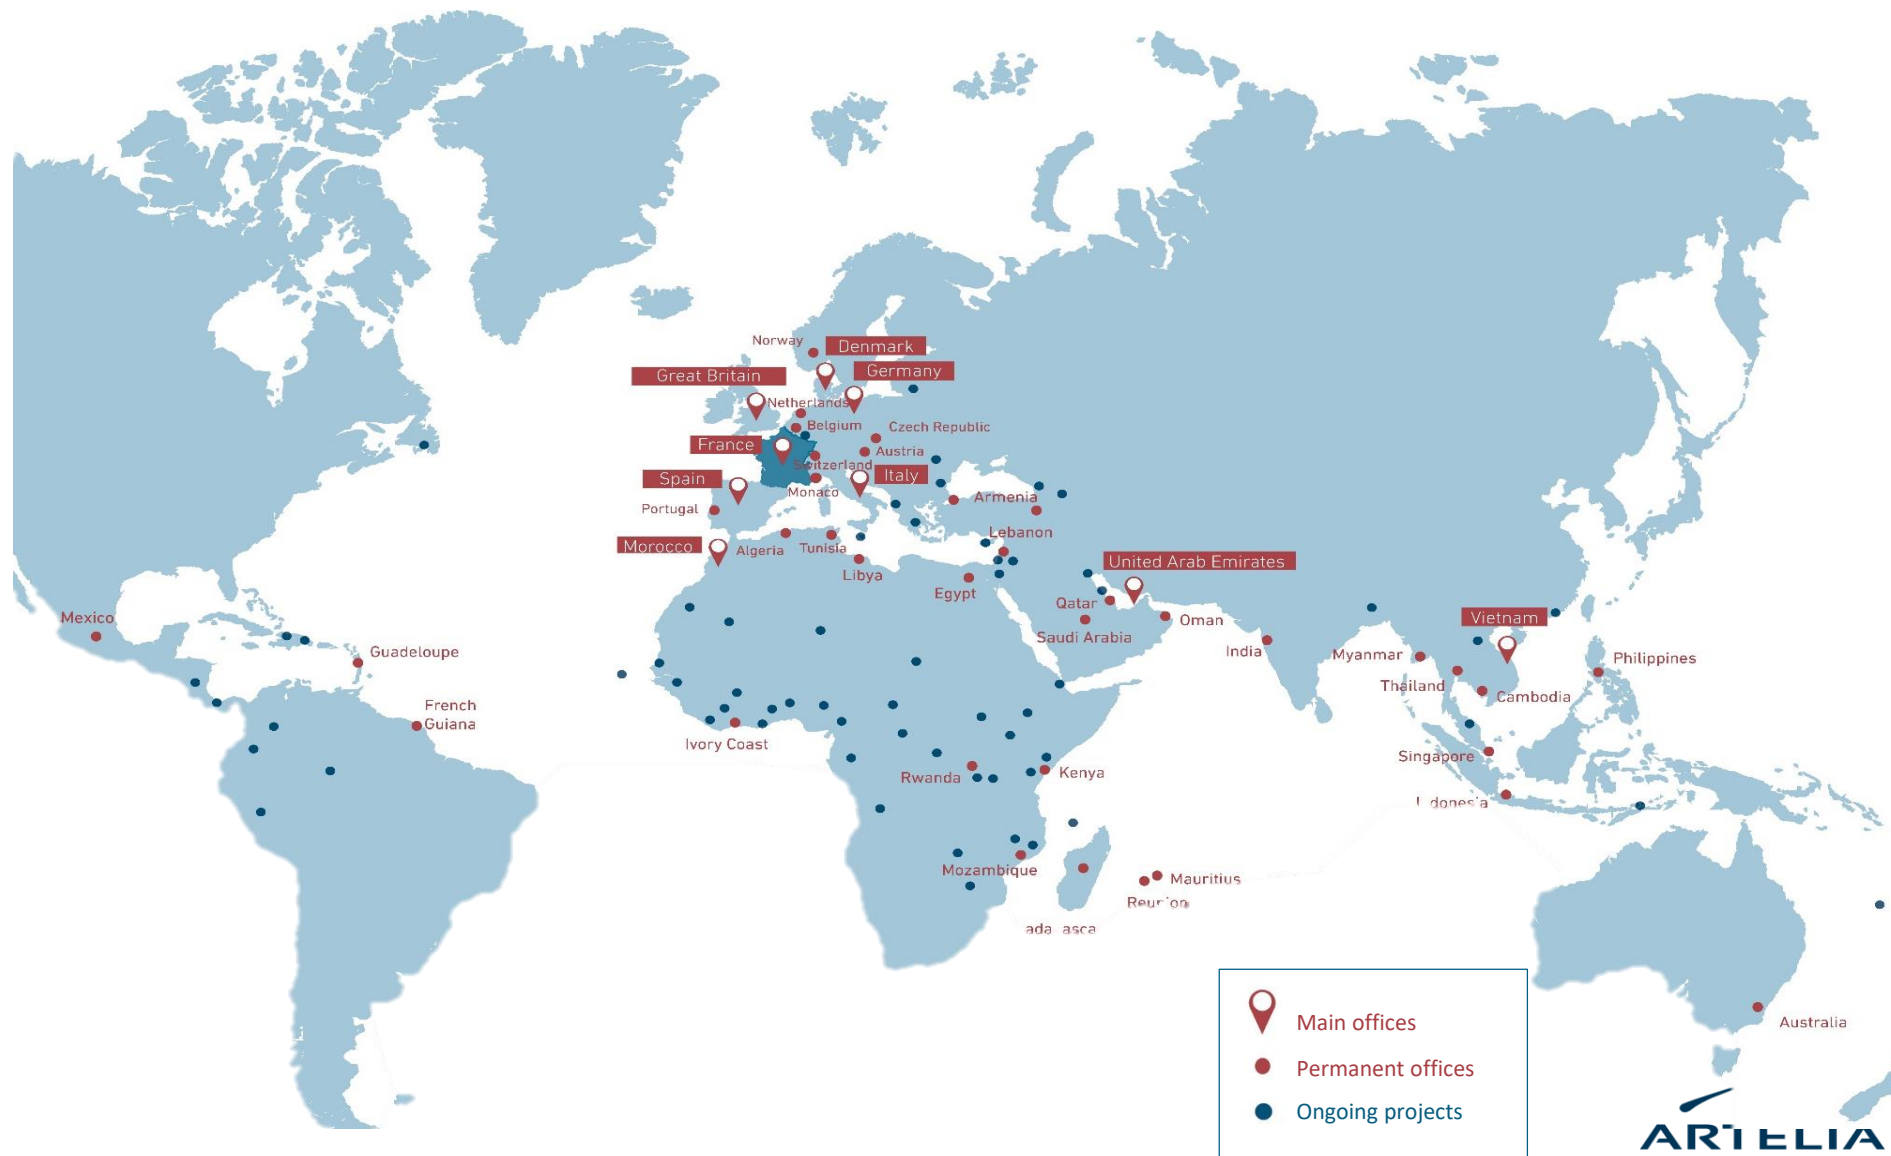 Norway
Denmark
Great Britain
Germany
Netherlands
Belgium
Czech Republic
France
Austria
Switzerland
Spain
Italy
Monaco
Armenia
Portugal
Lebanon
Morocco
Algeria
Tunisia
United Arab Emirates
Libya
Egypt
Qatar
Mexico
Oman
Vietnam
Saudi Arabia
Guadeloupe
India
Myanmar
Philippines
Thailand
Cambodia
French
Guiana
Ivory Coast
Singapore
Rwanda
Kenya
Mozambique
Mauritius
Reunion
Australia
Main offices
Permanent offices
Ongoing projects
ARTELIA